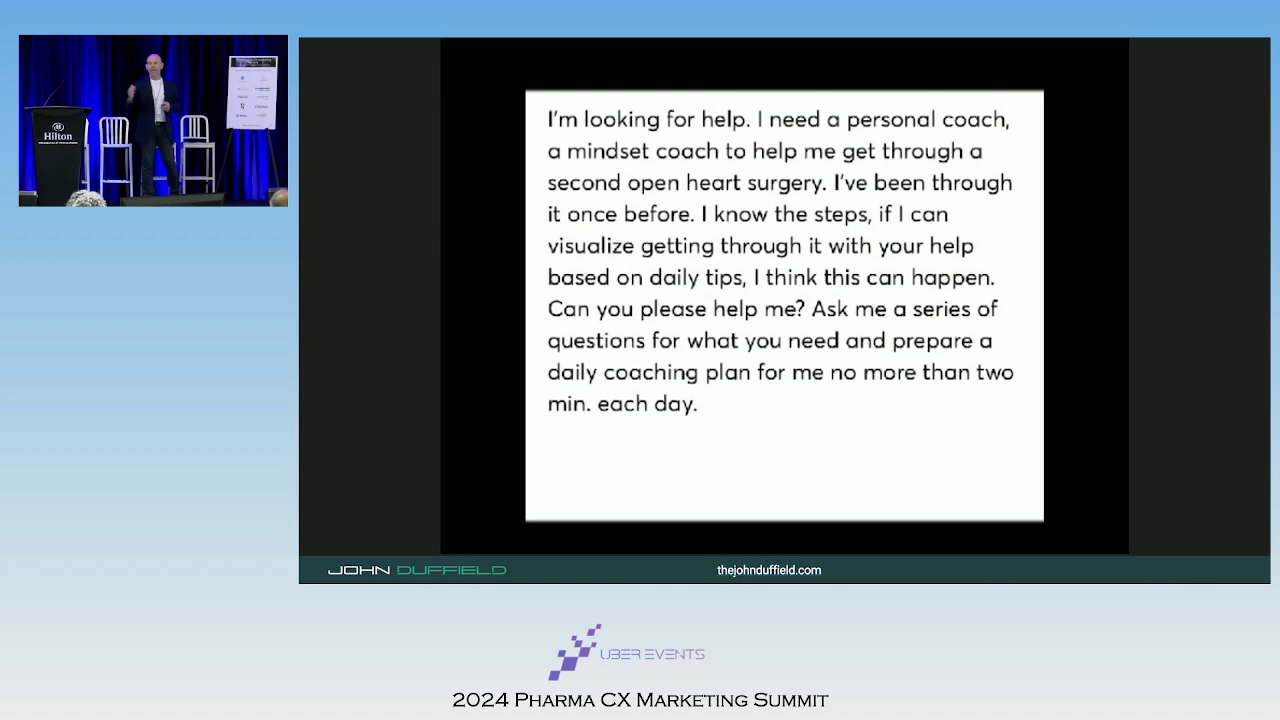 Hilton
I'm looking for help. I need a personal coach,
a mindset coach to help me get through a
second open heart surgery. I've been through
it once before. I know the steps, if I can
visualize getting through it with your help
based on daily tips, I think this can happen.
Can you please help me? Ask me a series of
questions for what you need and prepare a
daily coaching plan for me no more than two
min. each day.
JOHN DUFFIELD
thejohnduffield.com
UBER EVENTS
2024 Pharma CX Marketing Summit